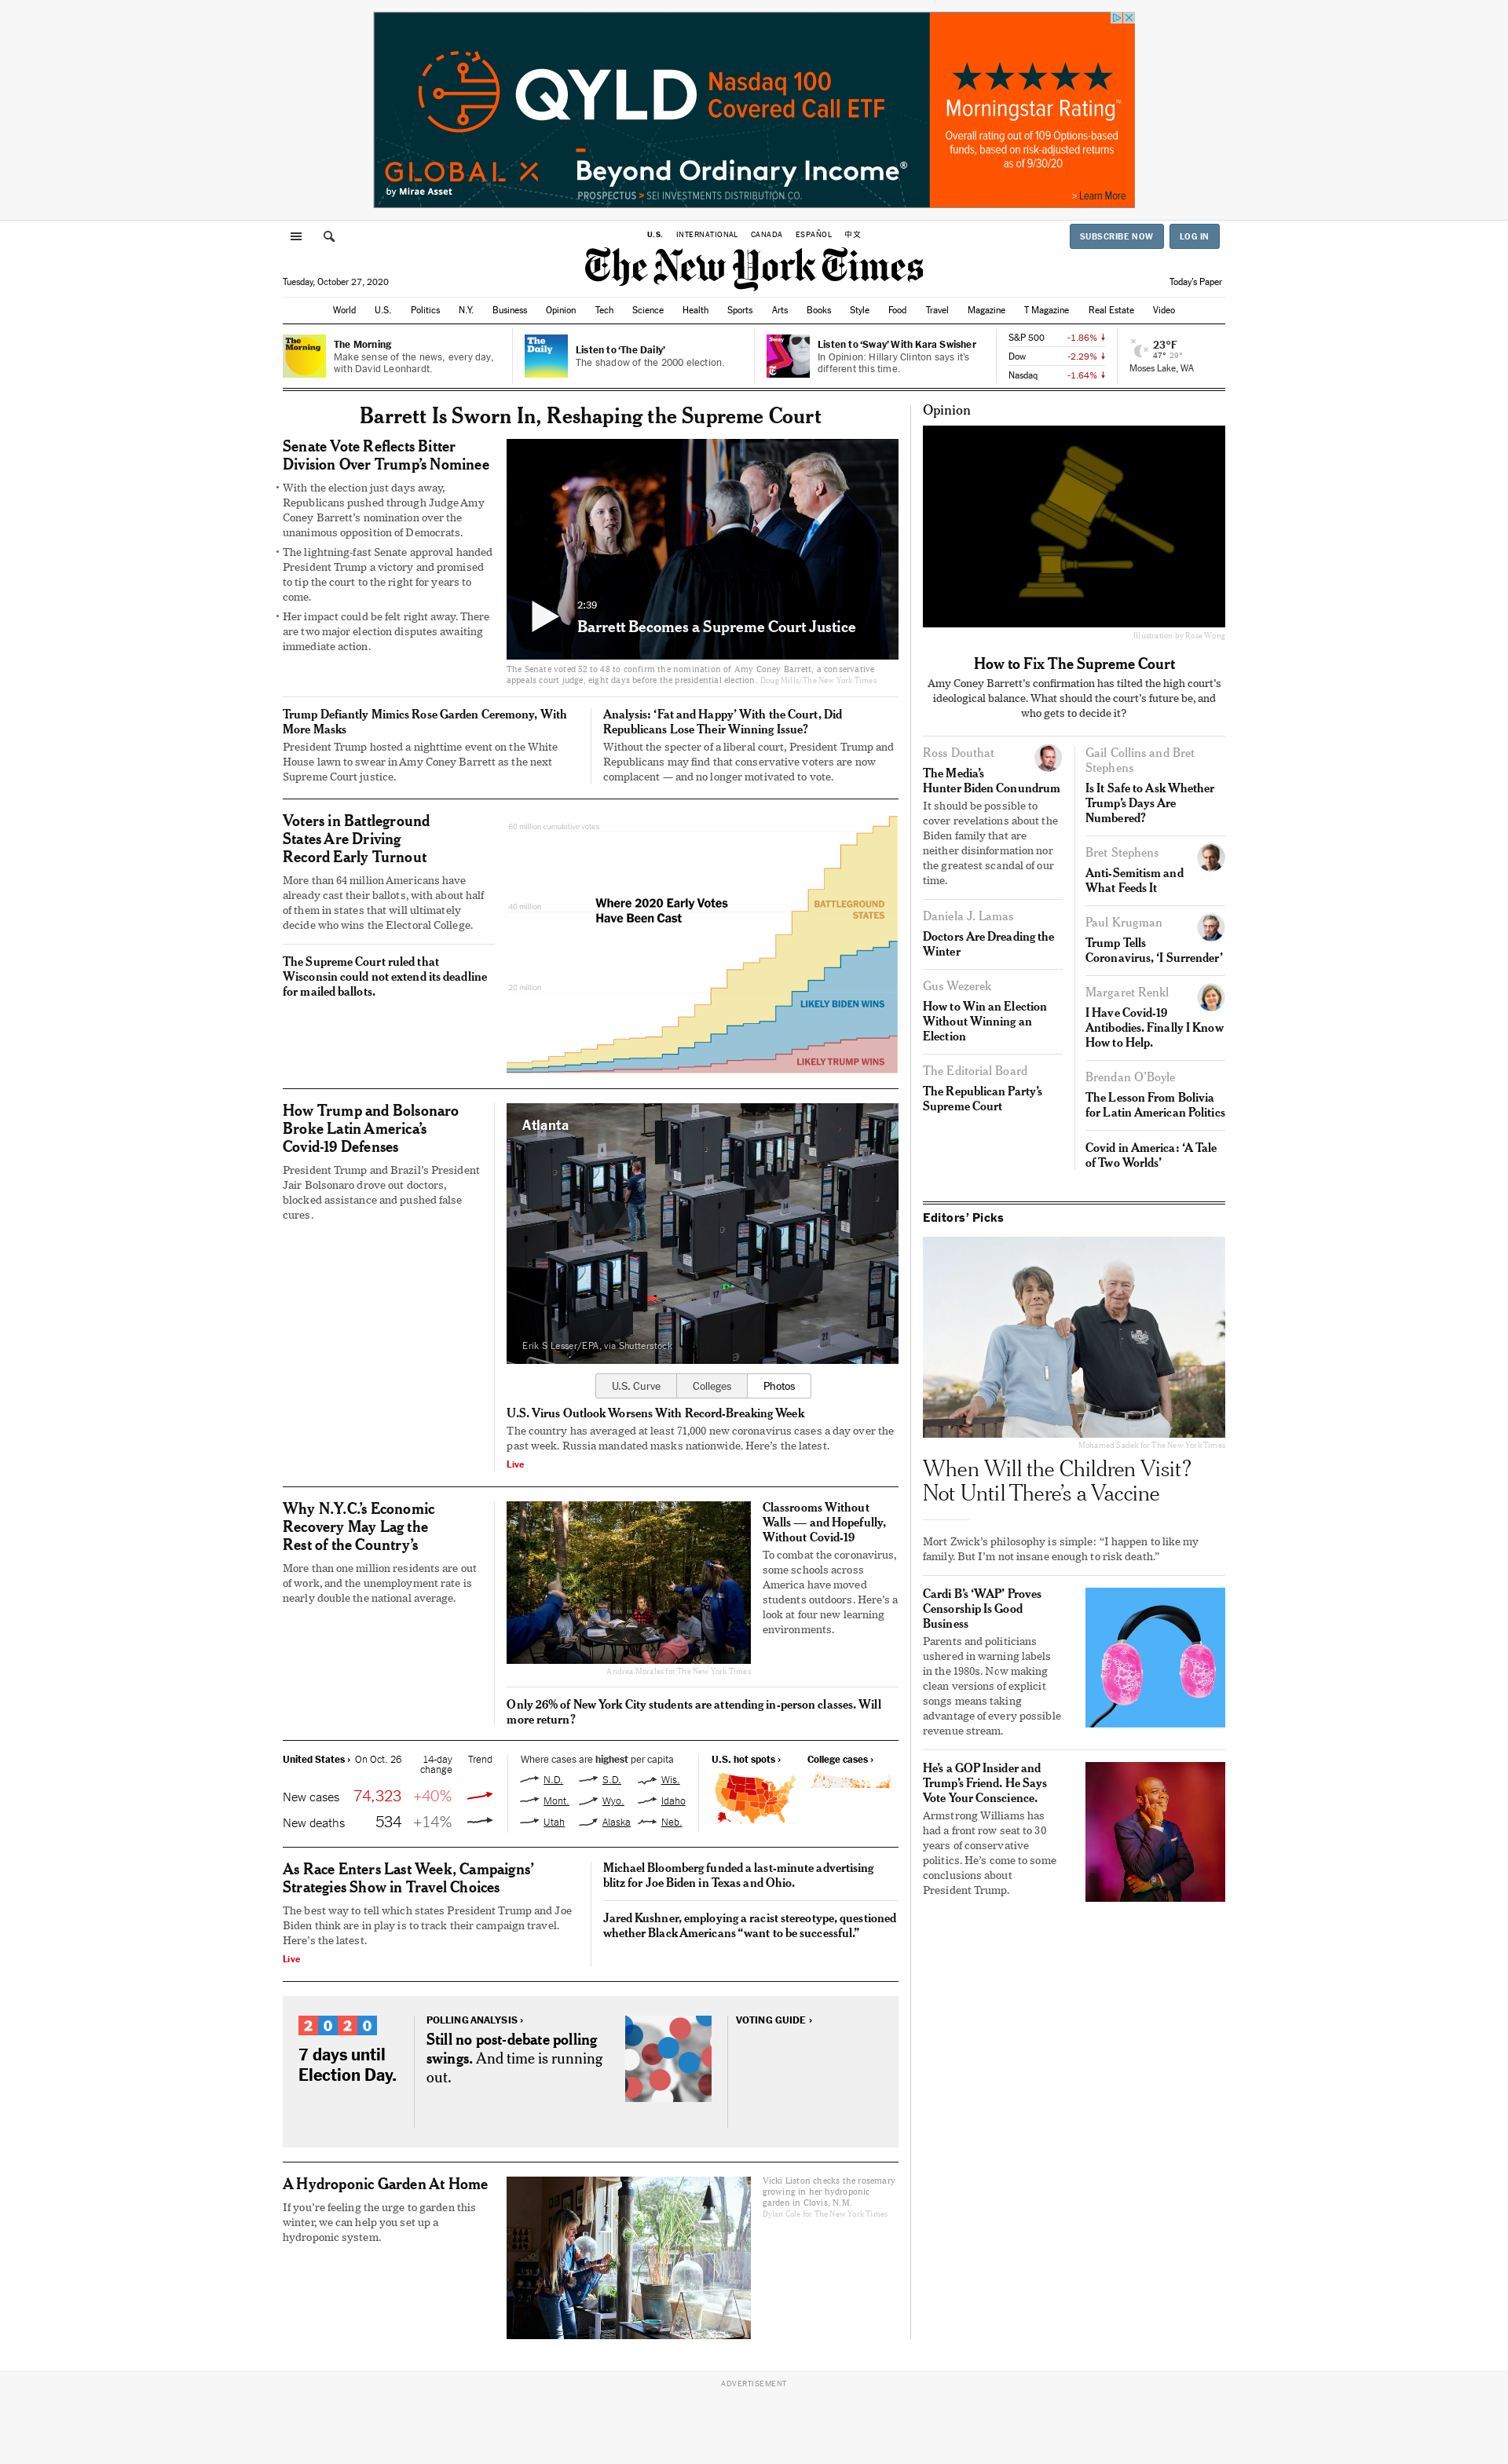 QYLD Nasdaq 100
Covered Call ETF
GLOBAL X
by Mirae Asset
Beyond Ordinary Income®
PROSPECTUS > SEI INVESTMENTS DISTRIBUTION CO.
Morningstar Rating™
Overall rating out of 109 Options-based
funds, based on risk-adjusted returns
as of 9/30/20
> Learn More
U.S. INTERNATIONAL CANADA ESPAÑOL 中文
SUBSCRIBE NOW LOG IN
The New York Times
Tuesday, October 27, 2020
Today's Paper
World U.S. Politics N.Y. Business Opinion Tech Science Health Sports Arts Books Style Food Travel Magazine T Magazine Real Estate Video
The Morning
The Morning
Make sense of the news, every day,
with David Leonhardt.
The Daily
Listen to ‘The Daily’
The shadow of the 2000 election.
Sway
Listen to ‘Sway’ With Kara Swisher
In Opinion: Hillary Clinton says it's
different this time.
S&P 500 -1.86% ↓
Dow -2.29% ↓
Nasdaq -1.64% ↓
23°F
47° 29°
Moses Lake, WA
Barrett Is Sworn In, Reshaping the Supreme Court
Senate Vote Reflects Bitter
Division Over Trump’s Nominee
• With the election just days away,
Republicans pushed through Judge Amy
Coney Barrett’s nomination over the
unanimous opposition of Democrats.
• The lightning-fast Senate approval handed
President Trump a victory and promised
to tip the court to the right for years to
come.
• Her impact could be felt right away. There
are two major election disputes awaiting
immediate action.
2:39
Barrett Becomes a Supreme Court Justice
The Senate voted 52 to 48 to confirm the nomination of Amy Coney Barrett, a conservative
appeals court judge, eight days before the presidential election. Doug Mills/The New York Times
Trump Defiantly Mimics Rose Garden Ceremony, With
More Masks
President Trump hosted a nighttime event on the White
House lawn to swear in Amy Coney Barrett as the next
Supreme Court justice.
Analysis: ‘Fat and Happy’ With the Court, Did
Republicans Lose Their Winning Issue?
Without the specter of a liberal court, President Trump and
Republicans may find that conservative voters are now
complacent — and no longer motivated to vote.
Voters in Battleground
States Are Driving
Record Early Turnout
More than 64 million Americans have
already cast their ballots, with about half
of them in states that will ultimately
decide who wins the Electoral College.
The Supreme Court ruled that
Wisconsin could not extend its deadline
for mailed ballots.
60 million cumulative votes
40 million
20 million
Where 2020 Early Votes
Have Been Cast
BATTLEGROUND
STATES
LIKELY BIDEN WINS
LIKELY TRUMP WINS
How Trump and Bolsonaro
Broke Latin America’s
Covid-19 Defenses
President Trump and Brazil’s President
Jair Bolsonaro drove out doctors,
blocked assistance and pushed false
cures.
Atlanta
13
17
21
Erik S Lesser/EPA, via Shutterstock
U.S. Curve Colleges Photos
U.S. Virus Outlook Worsens With Record-Breaking Week
The country has averaged at least 71,000 new coronavirus cases a day over the
past week. Russia mandated masks nationwide. Here’s the latest.
Live
Why N.Y.C.’s Economic
Recovery May Lag the
Rest of the Country’s
More than one million residents are out
of work, and the unemployment rate is
nearly double the national average.
Andrea Morales for The New York Times
Classrooms Without
Walls — and Hopefully,
Without Covid-19
To combat the coronavirus,
some schools across
America have moved
students outdoors. Here’s a
look at four new learning
environments.
Only 26% of New York City students are attending in-person classes. Will
more return?
United States › On Oct. 26 14-day
change Trend
New cases 74,323 +40%
New deaths 534 +14%
Where cases are highest per capita
N.D. S.D. Wis.
Mont. Wyo. Idaho
Utah Alaska Neb.
U.S. hot spots ›
College cases ›
As Race Enters Last Week, Campaigns’
Strategies Show in Travel Choices
The best way to tell which states President Trump and Joe
Biden think are in play is to track their campaign travel.
Here’s the latest.
Live
Michael Bloomberg funded a last-minute advertising
blitz for Joe Biden in Texas and Ohio.
Jared Kushner, employing a racist stereotype, questioned
whether Black Americans “want to be successful.”
2020
7 days until
Election Day.
POLLING ANALYSIS ›
Still no post-debate polling
swings. And time is running
out.
VOTING GUIDE ›
A Hydroponic Garden At Home
If you’re feeling the urge to garden this
winter, we can help you set up a
hydroponic system.
Vicki Liston checks the rosemary
growing in her hydroponic
garden in Clovis, N.M.
Dylan Cole for The New York Times
Opinion
Illustration by Rose Wong
How to Fix The Supreme Court
Amy Coney Barrett’s confirmation has tilted the high court’s
ideological balance. What should the court’s future be, and
who gets to decide it?
Ross Douthat
The Media’s
Hunter Biden Conundrum
It should be possible to
cover revelations about the
Biden family that are
neither disinformation nor
the greatest scandal of our
time.
Daniela J. Lamas
Doctors Are Dreading the
Winter
Gus Wezerek
How to Win an Election
Without Winning an
Election
The Editorial Board
The Republican Party’s
Supreme Court
Gail Collins and Bret
Stephens
Is It Safe to Ask Whether
Trump’s Days Are
Numbered?
Bret Stephens
Anti-Semitism and
What Feeds It
Paul Krugman
Trump Tells
Coronavirus, ‘I Surrender’
Margaret Renkl
I Have Covid-19
Antibodies. Finally I Know
How to Help.
Brendan O’Boyle
The Lesson From Bolivia
for Latin American Politics
Covid in America: ‘A Tale
of Two Worlds’
Editors’ Picks
Mohamed Sadek for The New York Times
When Will the Children Visit?
Not Until There’s a Vaccine
Mort Zwick’s philosophy is simple: “I happen to like my
family. But I’m not insane enough to risk death.”
Cardi B’s ‘WAP’ Proves
Censorship Is Good
Business
Parents and politicians
ushered in warning labels
in the 1980s. Now making
clean versions of explicit
songs means taking
advantage of every possible
revenue stream.
He’s a GOP Insider and
Trump’s Friend. He Says
Vote Your Conscience.
Armstrong Williams has
had a front row seat to 30
years of conservative
politics. He’s come to some
conclusions about
President Trump.
ADVERTISEMENT